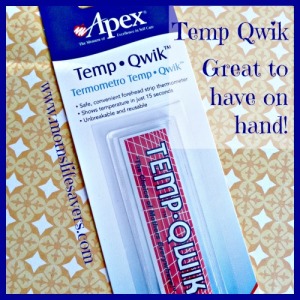 Apex®
The Measure of Excellence in Self Care
Temp•Qwik™
Termometro Temp•Qwik™
• Safe, convenient forehead strip thermometer
• Shows temperature in just 15 seconds
• Unbreakable and reusable
TEMP•QWIK
Temp Qwik
Great to
have on
hand!
www.momslifesavers.com